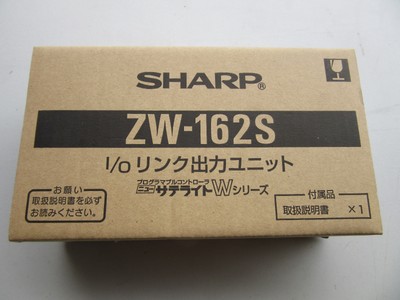 SHARP®
ZW-162S
I/O リンク出力ユニット
プログラマブルコントローラ
ニューサテライトWシリーズ
お願い
取扱説明書を必ず
お読みください。
付属品
取扱説明書 ×1